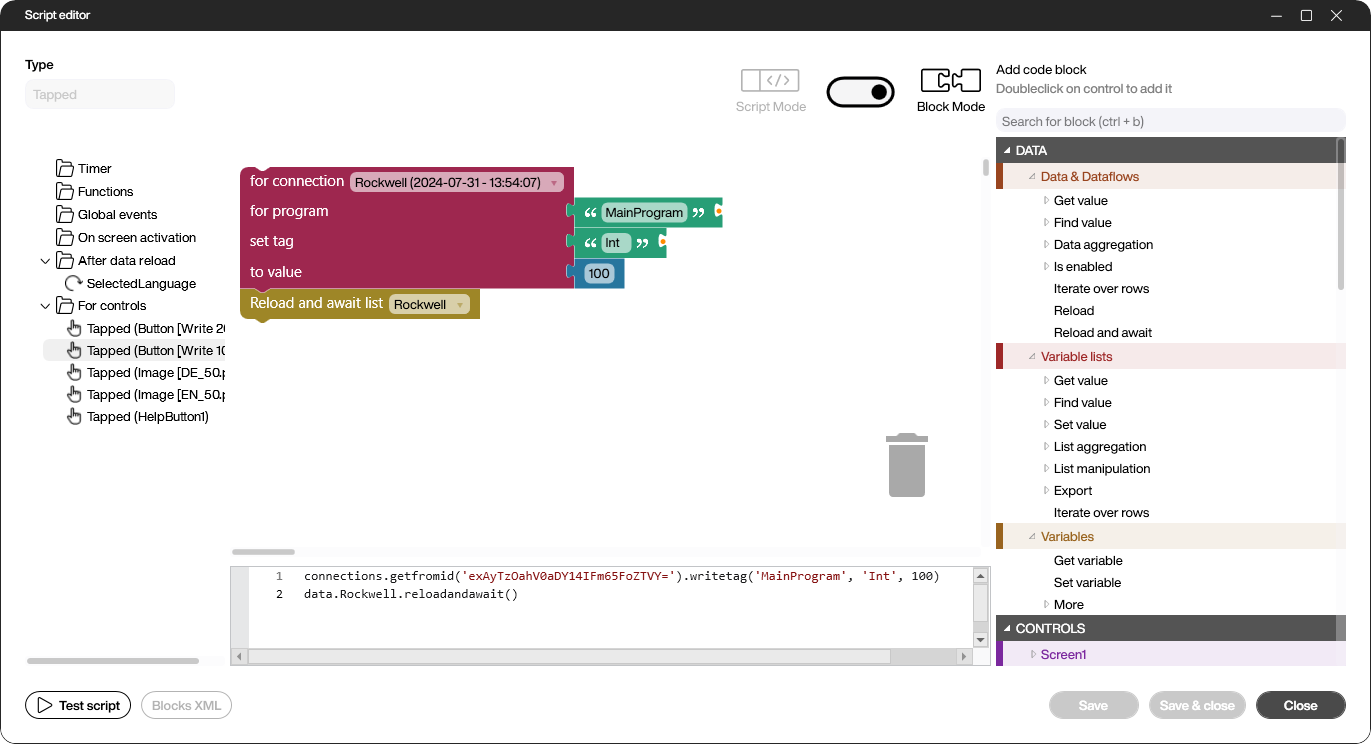 Script editor
Type
Tapped
Script Mode
Block Mode
Add code block
Doubleclick on control to add it
Search for block (ctrl + b)
Timer
Functions
Global events
On screen activation
After data reload
SelectedLanguage
For controls
Tapped (Button [Write 20
Tapped (Button [Write 10
Tapped (Image [DE_50.p
Tapped (Image [EN_50.p
Tapped (HelpButton1)
for connection Rockwell (2024-07-31 - 13:54:07)
for program “ MainProgram ”
set tag “ Int ”
to value 100
Reload and await list Rockwell
1 connections.getfromid('exAyTzOahV0aDY14IFm65FoZTVY=').writetag('MainProgram', 'Int', 100)
2 data.Rockwell.reloadandawait()
DATA
Data & Dataflows
Get value
Find value
Data aggregation
Is enabled
Iterate over rows
Reload
Reload and await
Variable lists
Get value
Find value
Set value
List aggregation
List manipulation
Export
Iterate over rows
Variables
Get variable
Set variable
More
CONTROLS
Screen1
Test script
Blocks XML
Save
Save & close
Close